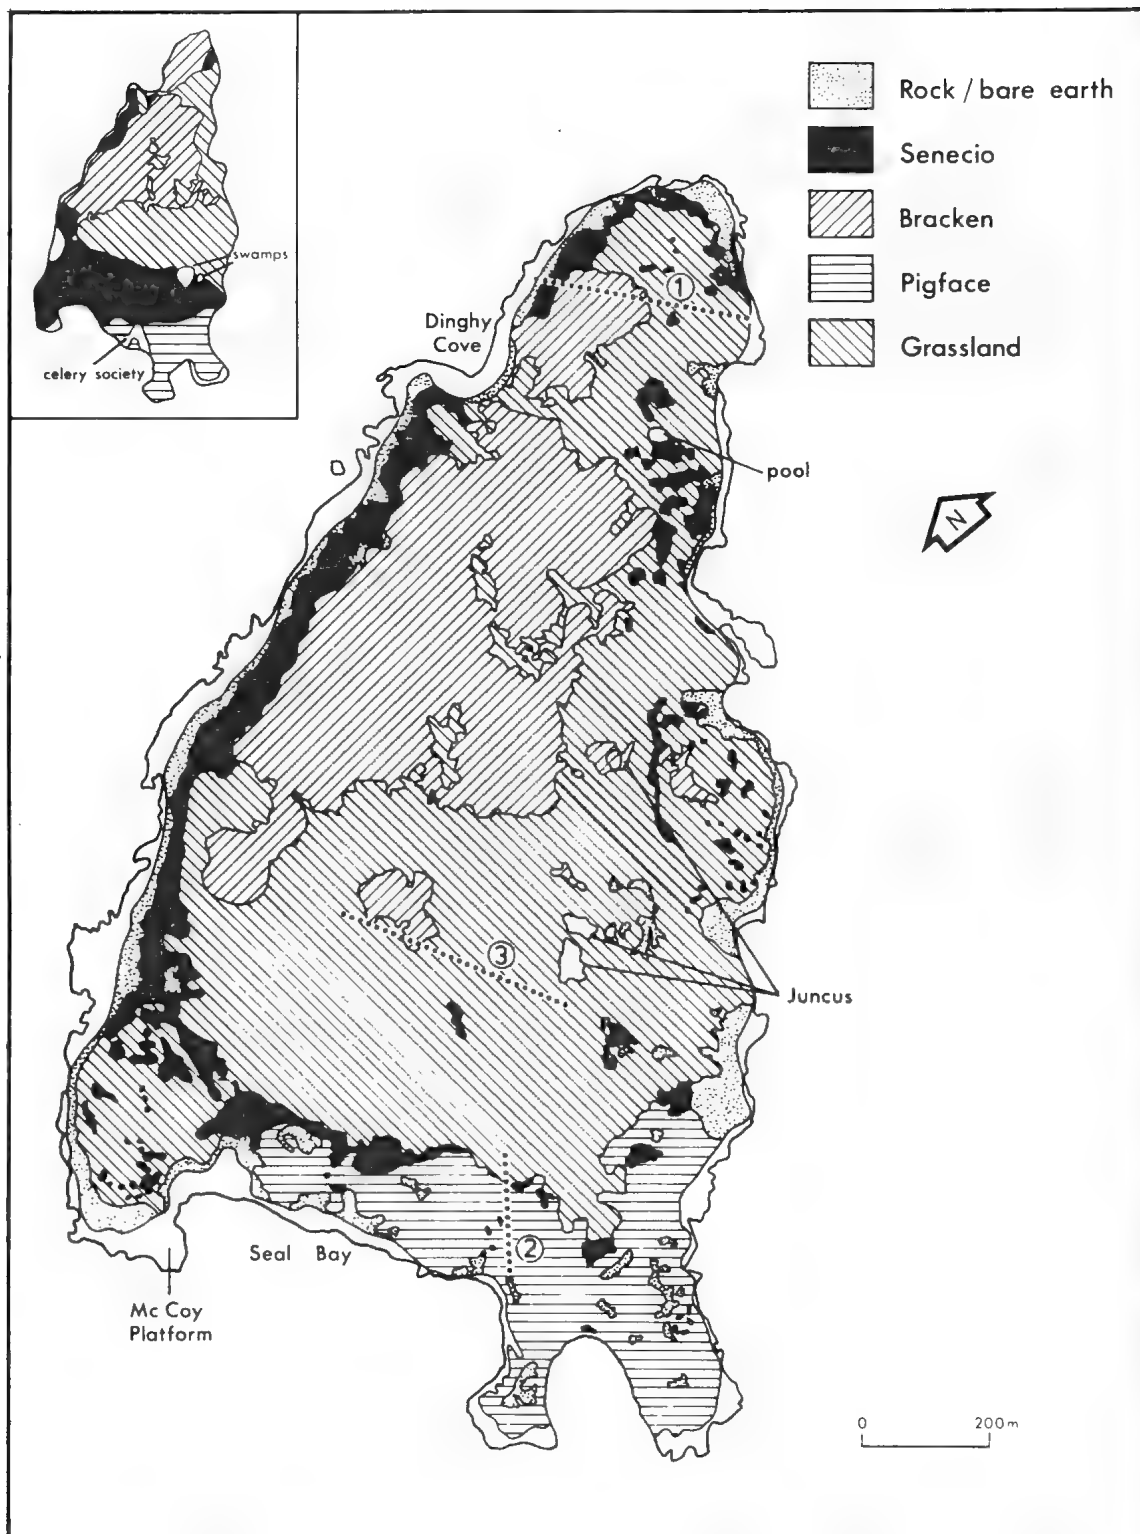 swamps
celery society
Rock / bare earth
Senecio
Bracken
Pigface
Grassland
1
Dinghy
Cove
pool
N
3
Juncus
2
Seal Bay
Mc Coy
Platform
0 200m